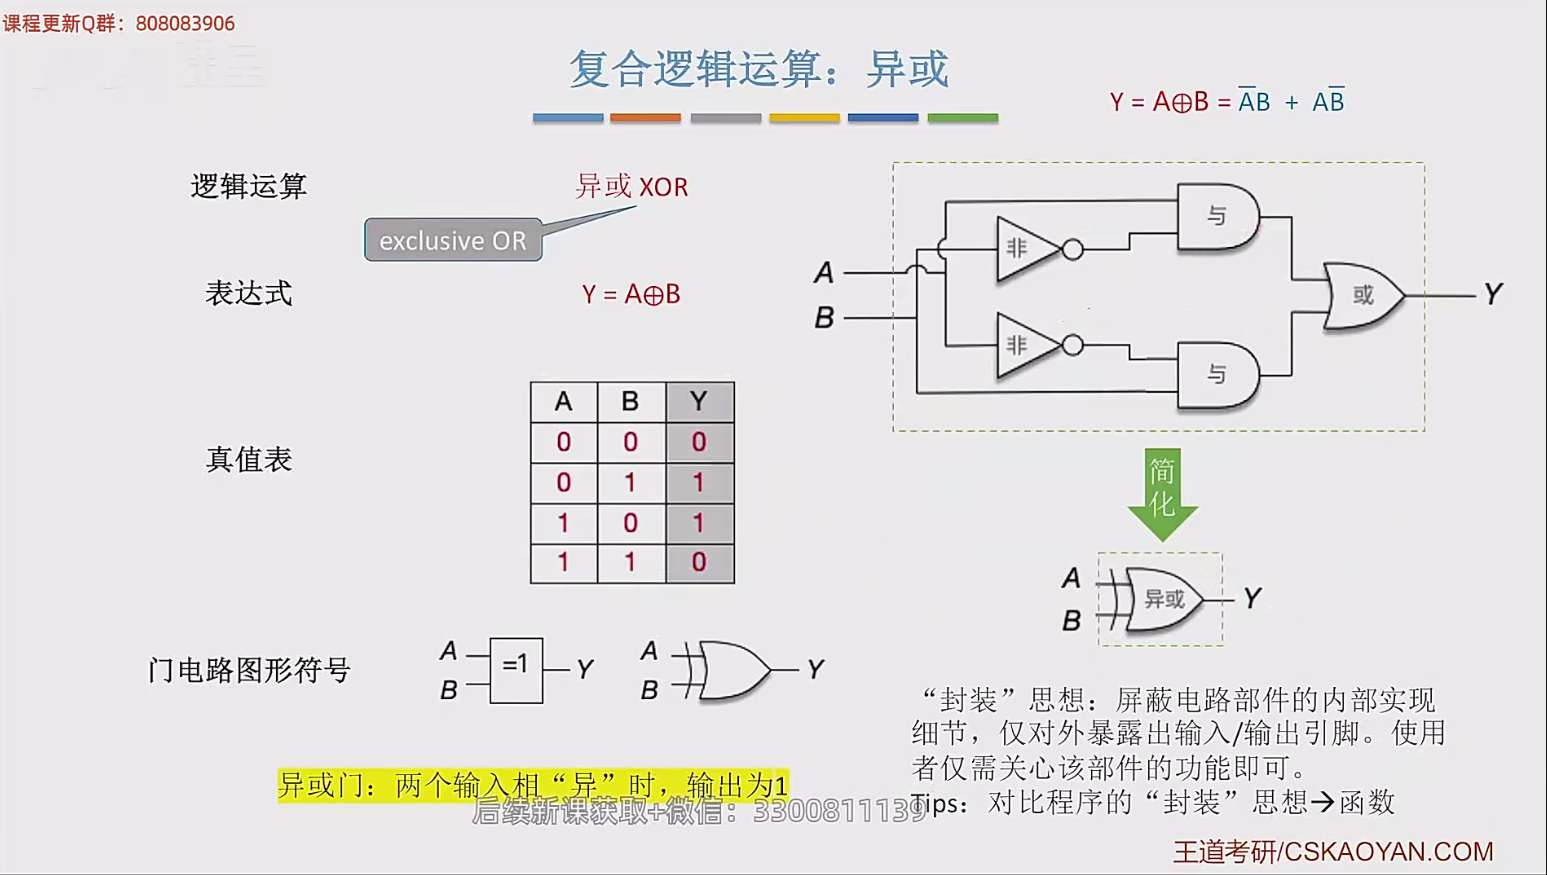 课程更新Q群：808083906
复合逻辑运算：异或
Y = A⊕B = A̅B + AB̅
逻辑运算
异或 XOR
exclusive OR
表达式
Y = A⊕B
真值表
A B Y
0 0 0
0 1 1
1 0 1
1 1 0
门电路图形符号
A
B
=1
Y
A
B
Y
异或门：两个输入相“异”时，输出为1
A
B
非
非
与
与
或
Y
简
化
A
B
异或
Y
“封装”思想：屏蔽电路部件的内部实现
细节，仅对外暴露出输入/输出引脚。使用
者仅需关心该部件的功能即可。
Tips：对比程序的“封装”思想→函数
后续新课获取+微信：3300811139
王道考研/CSKAOYAN.COM